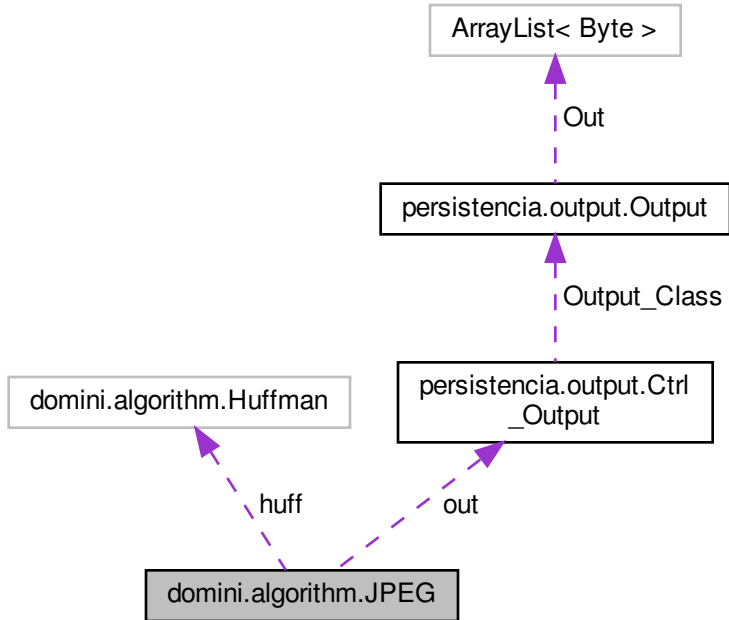 ArrayList< Byte >
Out
persistencia.output.Output
Output_Class
domini.algorithm.Huffman
persistencia.output.Ctrl
_Output
huff
out
domini.algorithm.JPEG